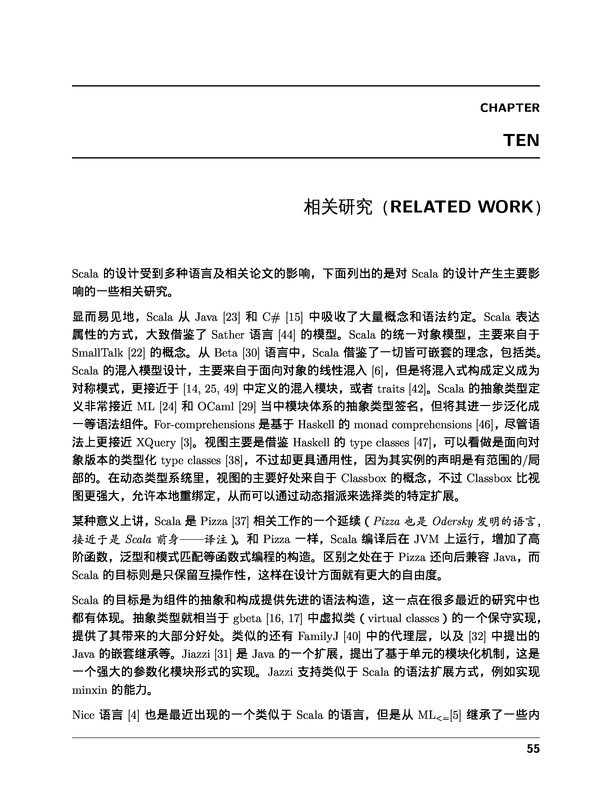 CHAPTER
TEN
相关研究 (RELATED WORK)
Scala 的设计受到多种语言及相关论文的影响，下面列出的是对 Scala 的设计产生主要影
响的一些相关研究。
显而易见地，Scala 从 Java [23] 和 C# [15] 中吸收了大量概念和语法约定。Scala 表达
属性的方式，大致借鉴了 Sather 语言 [44] 的模型。Scala 的统一对象模型，主要来自于
SmallTalk [22] 的概念。从 Beta [30] 语言中，Scala 借鉴了一切皆可嵌套的理念，包括类。
Scala 的混入模型设计，主要来自于面向对象的线性混入 [6]，但是将混入式构成定义成为
对称模式，更接近于 [14, 25, 49] 中定义的混入模块，或者 traits [42]。Scala 的抽象类型定
义非常接近 ML [24] 和 OCaml [29] 当中模块体系的抽象类型签名，但将其进一步泛化成
一等语法组件。For-comprehensions 是基于 Haskell 的 monad comprehensions [46]，尽管语
法上更接近 XQuery [3]。视图主要是借鉴 Haskell 的 type classes [47]，可以看做是面向对
象版本的类型化 type classes [38]，不过却更具通用性，因为其实例的声明是有范围的/局
部的。在动态类型系统里，视图的主要好处来自于 Classbox 的概念，不过 Classbox 比视
图更强大，允许本地重绑定，从而可以通过动态指派来选择类的特定扩展。
某种意义上讲，Scala 是 Pizza [37] 相关工作的一个延续（Pizza 也是 Odersky 发明的语言，
接近于是 Scala 前身——译注）。和 Pizza 一样，Scala 编译后在 JVM 上运行，增加了高
阶函数，泛型和模式匹配等函数式编程的构造。区别之处在于 Pizza 还向后兼容 Java，而
Scala 的目标则是只保留互操作性，这样在设计方面就有更大的自由度。
Scala 的目标是为组件的抽象和构成提供先进的语法构造，这一点在很多最近的研究中也
都有体现。抽象类型就相当于 gbeta [16, 17] 中虚拟类（virtual classes）的一个保守实现，
提供了其带来的大部分好处。类似的还有 FamilyJ [40] 中的代理层，以及 [32] 中提出的
Java 的嵌套继承等。Jiazzi [31] 是 Java 的一个扩展，提出了基于单元的模块化机制，这是
一个强大的参数化模块形式的实现。Jazzi 支持类似于 Scala 的语法扩展方式，例如实现
minxin 的能力。
Nice 语言 [4] 也是最近出现的一个类似于 Scala 的语言，但是从 ML<=[5] 继承了一些内
55